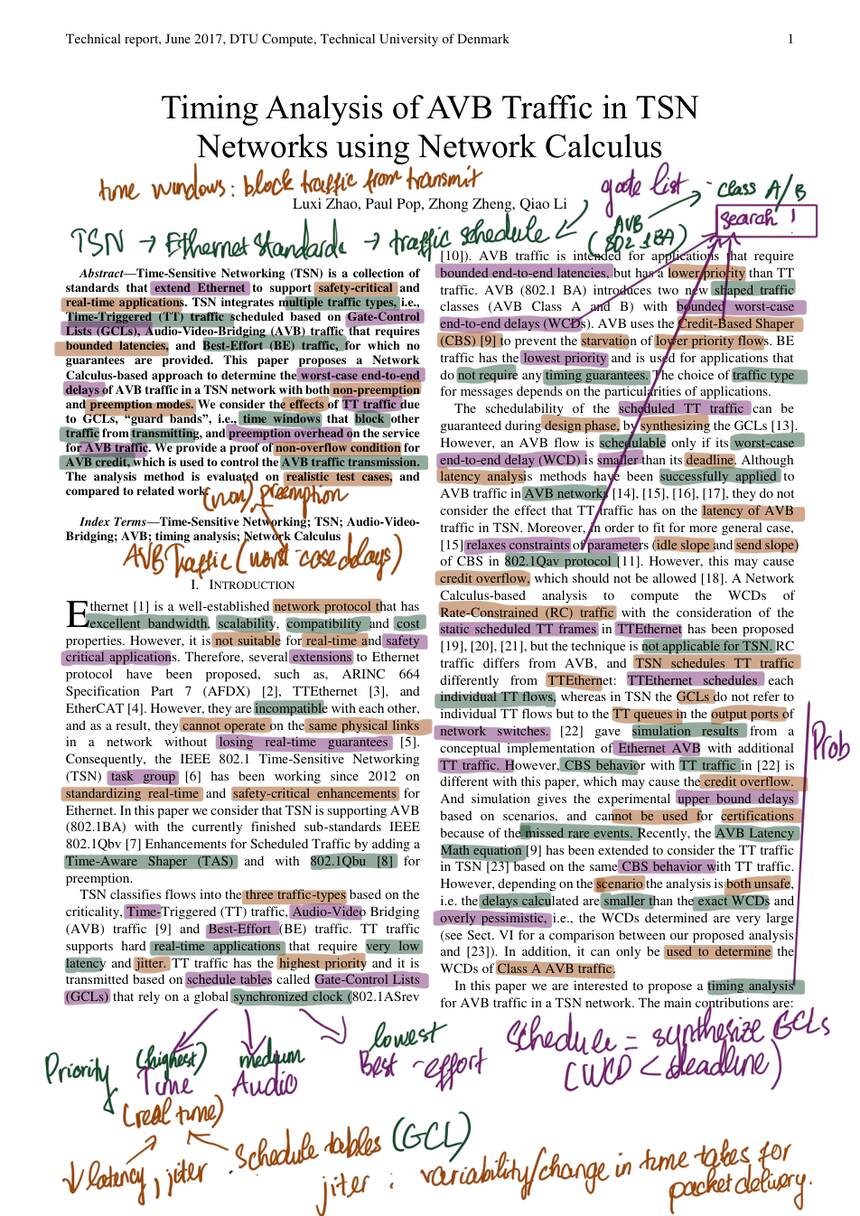 Technical report, June 2017, DTU Compute, Technical University of Denmark 1
Timing Analysis of AVB Traffic in TSN
Networks using Network Calculus
time windows: block traffic from transmit
Luxi Zhao, Paul Pop, Zhong Zheng, Qiao Li
gate list
class A/B
AVB
(802.1BA)
search !
TSN → Ethernet Standards → traffic schedule
Abstract—Time-Sensitive Networking (TSN) is a collection of
standards that extend Ethernet to support safety-critical and
real-time applications. TSN integrates multiple traffic types, i.e.,
Time-Triggered (TT) traffic scheduled based on Gate-Control
Lists (GCLs), Audio-Video-Bridging (AVB) traffic that requires
bounded latencies, and Best-Effort (BE) traffic, for which no
guarantees are provided. This paper proposes a Network
Calculus-based approach to determine the worst-case end-to-end
delays of AVB traffic in a TSN network with both non-preemption
and preemption modes. We consider the effects of TT traffic due
to GCLs, “guard bands”, i.e., time windows that block other
traffic from transmitting, and preemption overhead on the service
for AVB traffic. We provide a proof of non-overflow condition for
AVB credit, which is used to control the AVB traffic transmission.
The analysis method is evaluated on realistic test cases, and
compared to related work.
(non) preemption
Index Terms—Time-Sensitive Networking; TSN; Audio-Video-
Bridging; AVB; timing analysis; Network Calculus
AVB Traffic (worst-case delays)
I. INTRODUCTION
Ethernet [1] is a well-established network protocol that has
excellent bandwidth, scalability, compatibility and cost
properties. However, it is not suitable for real-time and safety
critical applications. Therefore, several extensions to Ethernet
protocol have been proposed, such as, ARINC 664
Specification Part 7 (AFDX) [2], TTEthernet [3], and
EtherCAT [4]. However, they are incompatible with each other,
and as a result, they cannot operate on the same physical links
in a network without losing real-time guarantees [5].
Consequently, the IEEE 802.1 Time-Sensitive Networking
(TSN) task group [6] has been working since 2012 on
standardizing real-time and safety-critical enhancements for
Ethernet. In this paper we consider that TSN is supporting AVB
(802.1BA) with the currently finished sub-standards IEEE
802.1Qbv [7] Enhancements for Scheduled Traffic by adding a
Time-Aware Shaper (TAS) and with 802.1Qbu [8] for
preemption.
TSN classifies flows into the three traffic-types based on the
criticality, Time-Triggered (TT) traffic, Audio-Video Bridging
(AVB) traffic [9] and Best-Effort (BE) traffic. TT traffic
supports hard real-time applications that require very low
latency and jitter. TT traffic has the highest priority and it is
transmitted based on schedule tables called Gate-Control Lists
(GCLs) that rely on a global synchronized clock (802.1ASrev
[10]). AVB traffic is intended for applications that require
bounded end-to-end latencies, but has a lower priority than TT
traffic. AVB (802.1 BA) introduces two new shaped traffic
classes (AVB Class A and B) with bounded worst-case
end-to-end delays (WCDs). AVB uses the Credit-Based Shaper
(CBS) [9] to prevent the starvation of lower priority flows. BE
traffic has the lowest priority and is used for applications that
do not require any timing guarantees. The choice of traffic type
for messages depends on the particularities of applications.
The schedulability of the scheduled TT traffic can be
guaranteed during design phase, by synthesizing the GCLs [13].
However, an AVB flow is schedulable only if its worst-case
end-to-end delay (WCD) is smaller than its deadline. Although
latency analysis methods have been successfully applied to
AVB traffic in AVB networks [14], [15], [16], [17], they do not
consider the effect that TT traffic has on the latency of AVB
traffic in TSN. Moreover, in order to fit for more general case,
[15] relaxes constraints of parameters (idle slope and send slope)
of CBS in 802.1Qav protocol [11]. However, this may cause
credit overflow, which should not be allowed [18]. A Network
Calculus-based analysis to compute the WCDs of
Rate-Constrained (RC) traffic with the consideration of the
static scheduled TT frames in TTEthernet has been proposed
[19], [20], [21], but the technique is not applicable for TSN. RC
traffic differs from AVB, and TSN schedules TT traffic
differently from TTEthernet: TTEthernet schedules each
individual TT flows, whereas in TSN the GCLs do not refer to
individual TT flows but to the TT queues in the output ports of
network switches. [22] gave simulation results from a
conceptual implementation of Ethernet AVB with additional
TT traffic. However, CBS behavior with TT traffic in [22] is
different with this paper, which may cause the credit overflow.
And simulation gives the experimental upper bound delays
based on scenarios, and cannot be used for certifications
because of the missed rare events. Recently, the AVB Latency
Math equation [9] has been extended to consider the TT traffic
in TSN [23] based on the same CBS behavior with TT traffic.
However, depending on the scenario the analysis is both unsafe,
i.e. the delays calculated are smaller than the exact WCDs and
overly pessimistic, i.e., the WCDs determined are very large
(see Sect. VI for a comparison between our proposed analysis
and [23]). In addition, it can only be used to determine the
WCDs of Class A AVB traffic.
In this paper we are interested to propose a timing analysis
for AVB traffic in a TSN network. The main contributions are:
Prob
Priority (highest) medium lowest
Time Audio Best-effort
(real time)
Schedule = synthesize GCLs
(WCD < deadline)
↓ latency, jiter . schedule tables (GCL)
jiter : variability/change in time takes for
packet delivery.